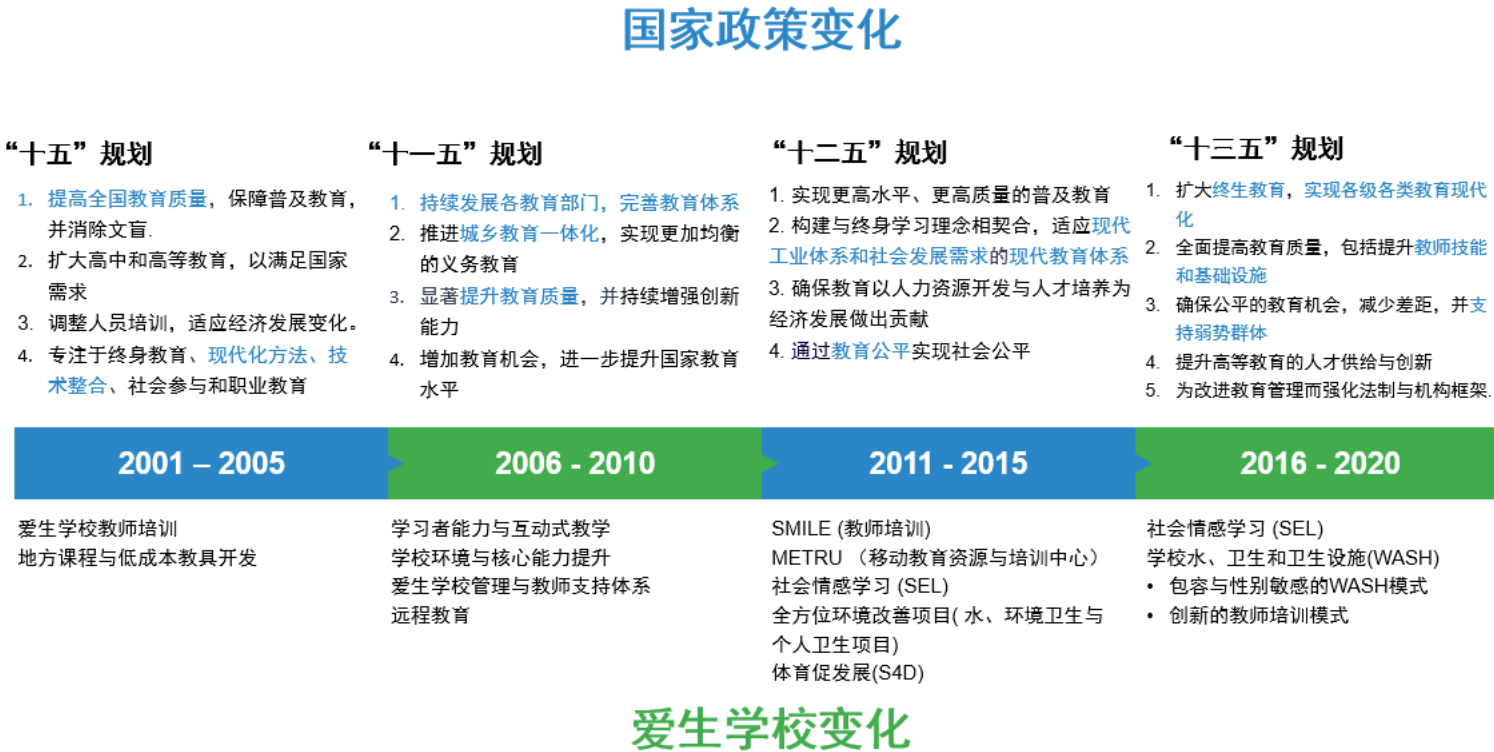 国家政策变化
“十五”规划
1. 提高全国教育质量，保障普及教育，
并消除文盲.
2. 扩大高中和高等教育，以满足国家
需求
3. 调整人员培训，适应经济发展变化。
4. 专注于终身教育、现代化方法、技
术整合、社会参与和职业教育
“十一五”规划
1. 持续发展各教育部门，完善教育体系
2. 推进城乡教育一体化，实现更加均衡
的义务教育
3. 显著提升教育质量，并持续增强创新
能力
4. 增加教育机会，进一步提升国家教育
水平
“十二五”规划
1. 实现更高水平、更高质量的普及教育
2. 构建与终身学习理念相契合，适应现代
工业体系和社会发展需求的现代教育体系
3. 确保教育以人力资源开发与人才培养为
经济发展做出贡献
4. 通过教育公平实现社会公平
“十三五”规划
1. 扩大终生教育，实现各级各类教育现代
化
2. 全面提高教育质量，包括提升教师技能
和基础设施
3. 确保公平的教育机会，减少差距，并支
持弱势群体
4. 提升高等教育的人才供给与创新
5. 为改进教育管理而强化法制与机构框架.
2001 – 2005
2006 - 2010
2011 - 2015
2016 - 2020
爱生学校教师培训
地方课程与低成本教具开发
学习者能力与互动式教学
学校环境与核心能力提升
爱生学校管理与教师支持体系
远程教育
SMILE (教师培训)
METRU （移动教育资源与培训中心）
社会情感学习 (SEL)
全方位环境改善项目( 水、环境卫生与
个人卫生项目)
体育促发展(S4D)
社会情感学习 (SEL)
学校水、卫生和卫生设施(WASH)
• 包容与性别敏感的WASH模式
• 创新的教师培训模式
爱生学校变化